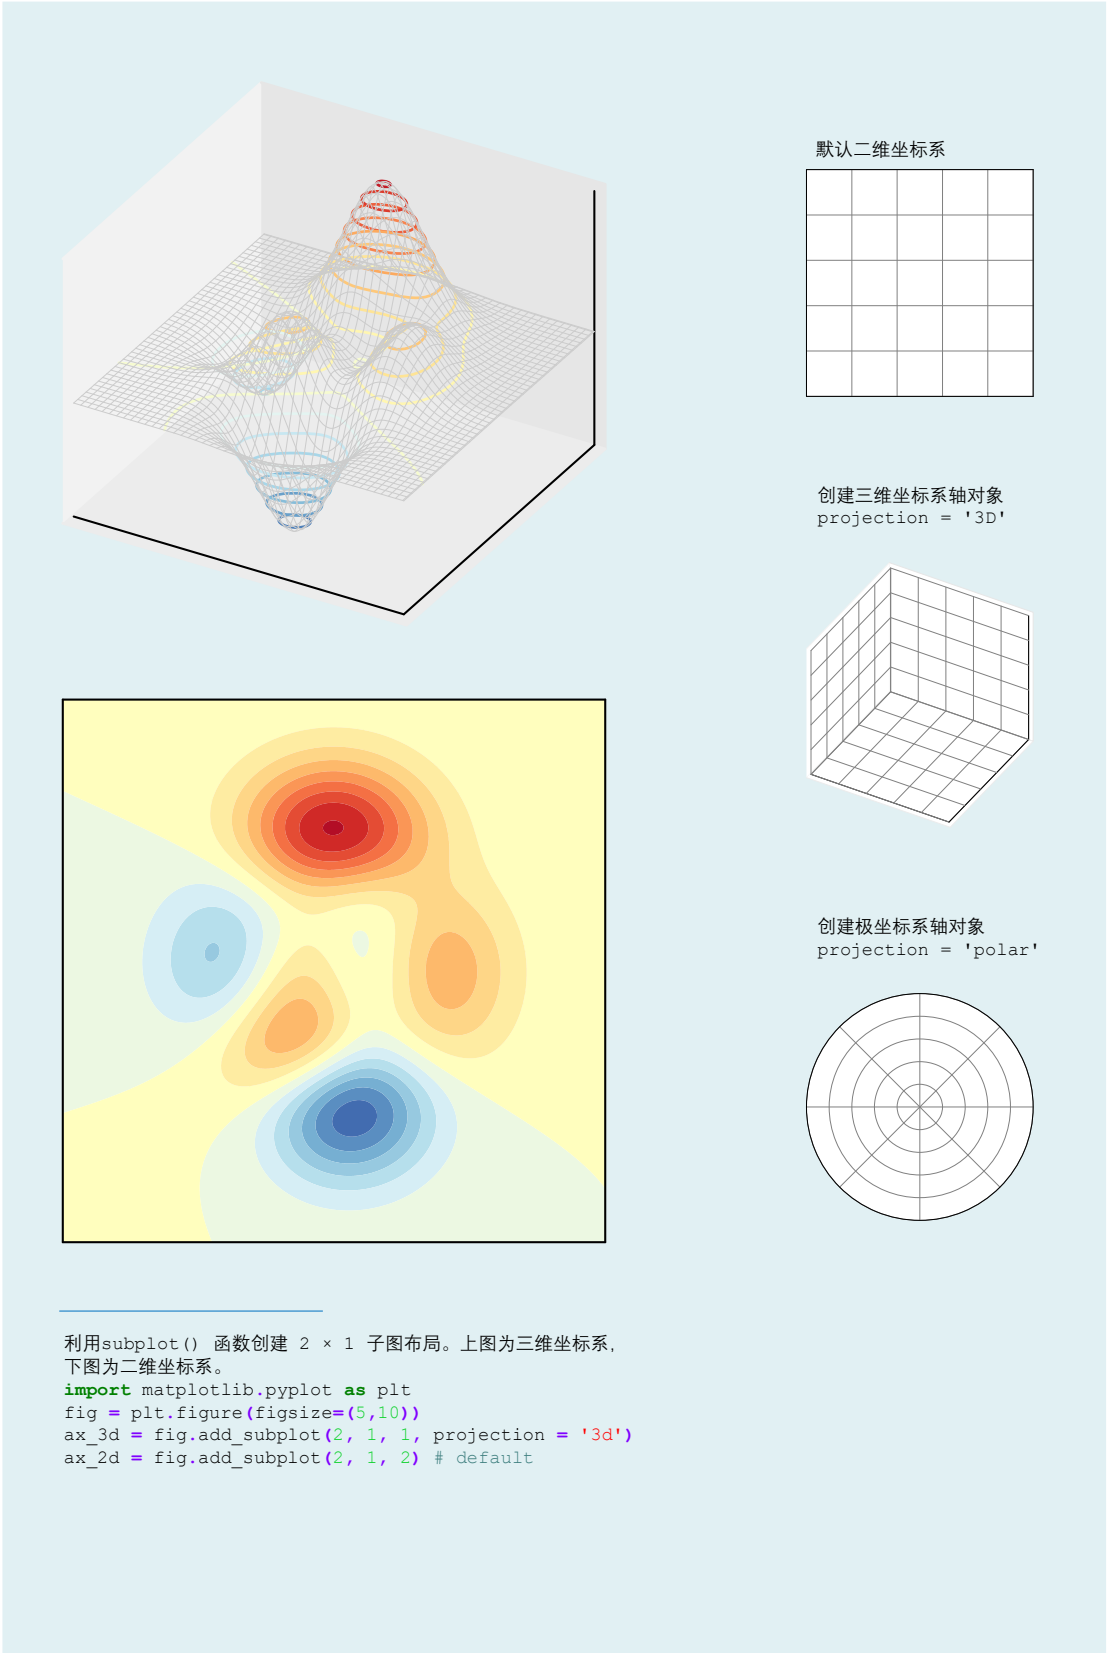 默认二维坐标系
创建三维坐标系轴对象
projection = '3D'
创建极坐标系轴对象
projection = 'polar'
利用subplot() 函数创建 2 × 1 子图布局。上图为三维坐标系,
下图为二维坐标系。
import matplotlib.pyplot as plt
fig = plt.figure(figsize=(5,10))
ax_3d = fig.add_subplot(2, 1, 1, projection = '3d')
ax_2d = fig.add_subplot(2, 1, 2) # default